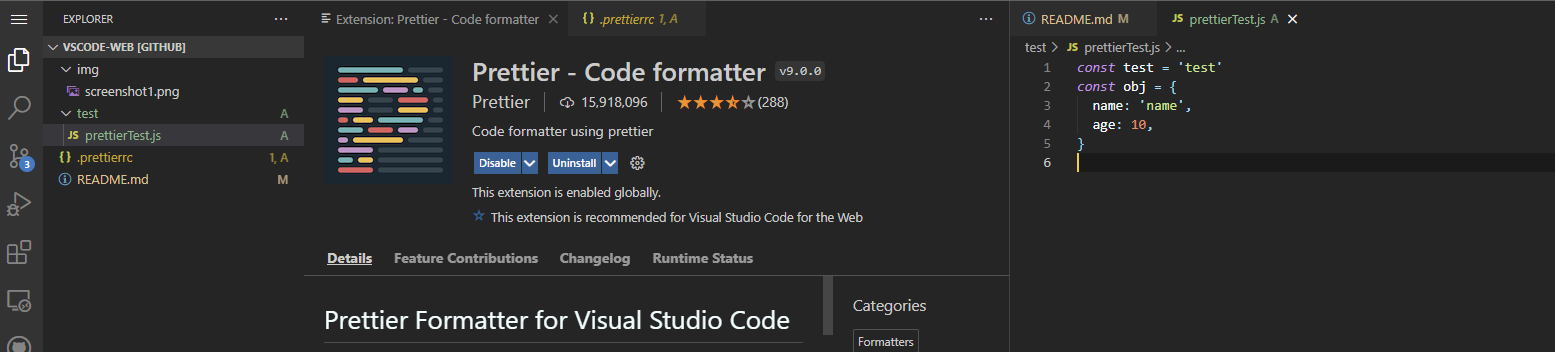 EXPLORER
VSCODE-WEB [GITHUB]
img
screenshot1.png
test A
JS prettierTest.js A
{} .prettierrc 1, A
README.md M
3
Extension: Prettier - Code formatter
{} .prettierrc 1, A
Prettier - Code formatter v9.0.0
Prettier 15,918,096 (288)
Code formatter using prettier
Disable Uninstall
This extension is enabled globally.
This extension is recommended for Visual Studio Code for the Web
Details Feature Contributions Changelog Runtime Status
Prettier Formatter for Visual Studio Code
Categories
Formatters
README.md M
JS prettierTest.js A
test > JS prettierTest.js > ...
1 const test = 'test'
2 const obj = {
3 name: 'name',
4 age: 10,
5 }
6